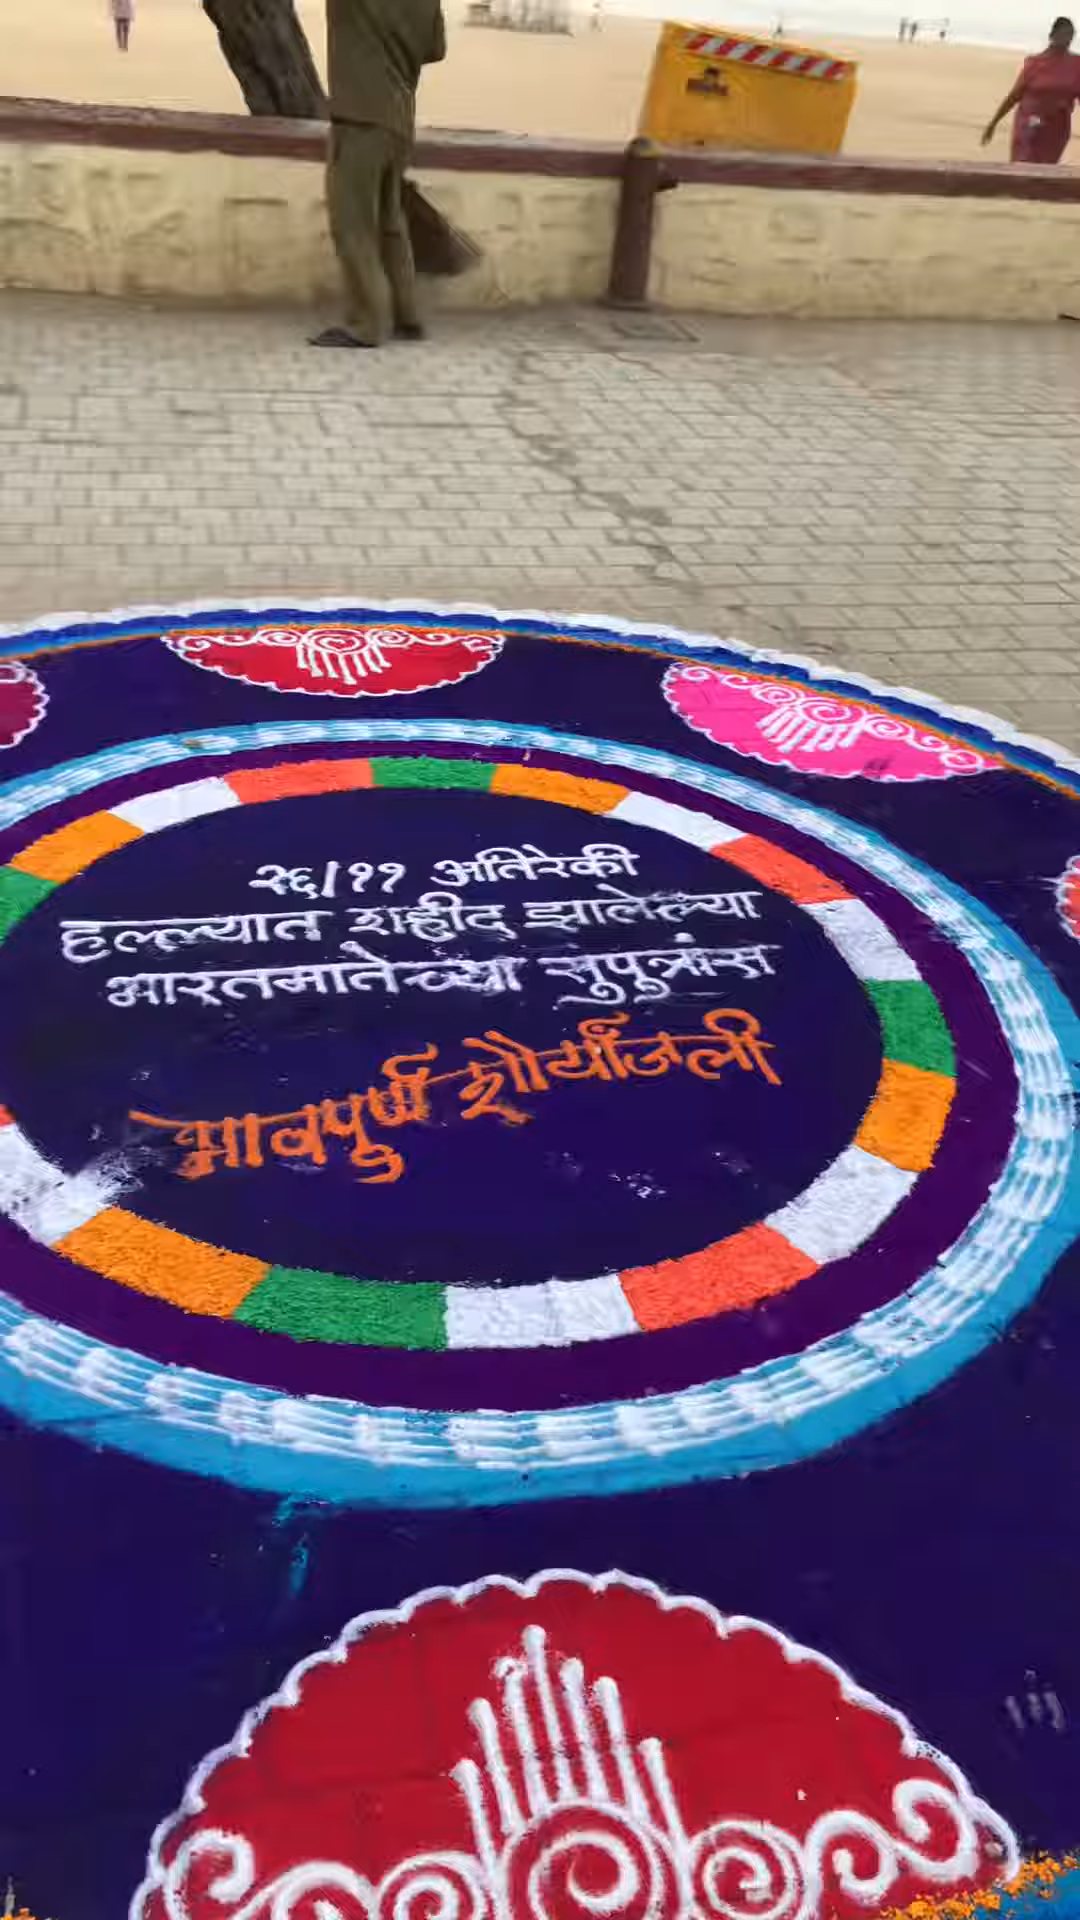 २६/११ अतिरेकी
हल्ल्यात शहीद झालेल्या
भारतमातेच्या सुपूत्रांस
भावपुर्ण शौर्यांजली